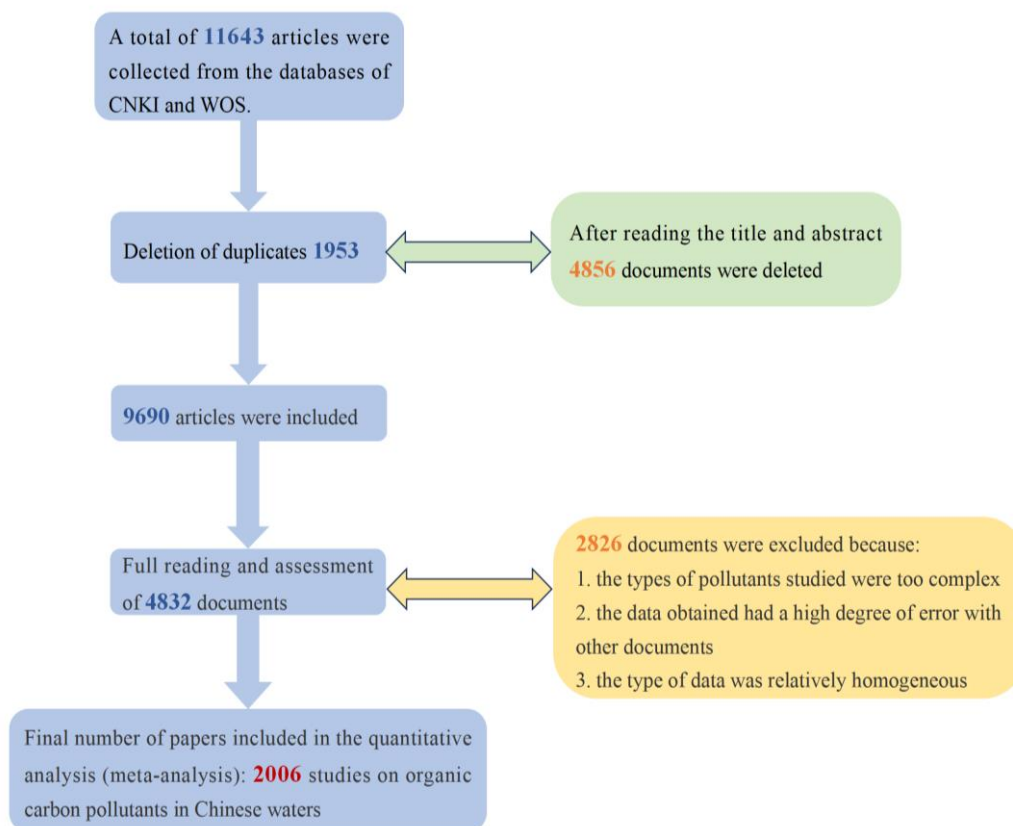 A total of 11643 articles were
collected from the databases of
CNKI and WOS.
Deletion of duplicates 1953
After reading the title and abstract
4856 documents were deleted
9690 articles were included
Full reading and assessment
of 4832 documents
2826 documents were excluded because:
1. the types of pollutants studied were too complex
2. the data obtained had a high degree of error with
other documents
3. the type of data was relatively homogeneous
Final number of papers included in the quantitative
analysis (meta-analysis): 2006 studies on organic
carbon pollutants in Chinese waters